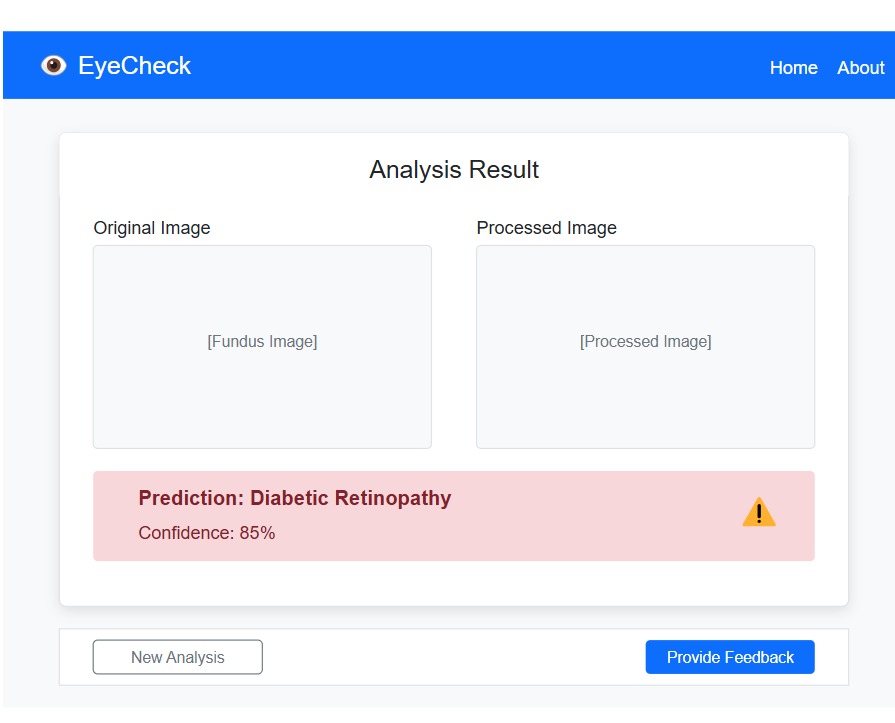 EyeCheck
Home About
Analysis Result
Original Image
Processed Image
[Fundus Image]
[Processed Image]
Prediction: Diabetic Retinopathy
Confidence: 85%
New Analysis
Provide Feedback